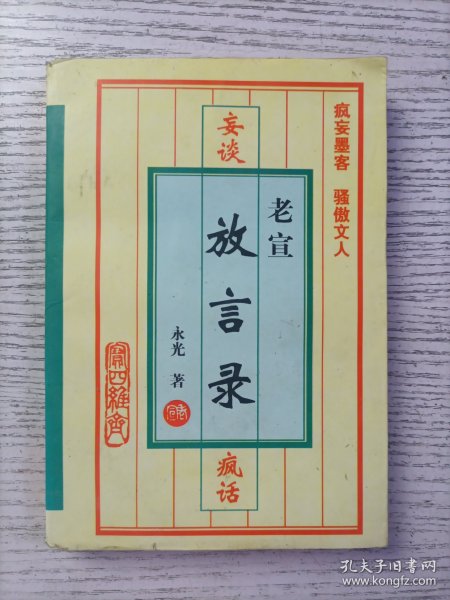 疯妄墨客 骚傲文人
妄谈
老宣
放言录
永光 著
疯话
孔夫子旧书网
www.kongfz.com